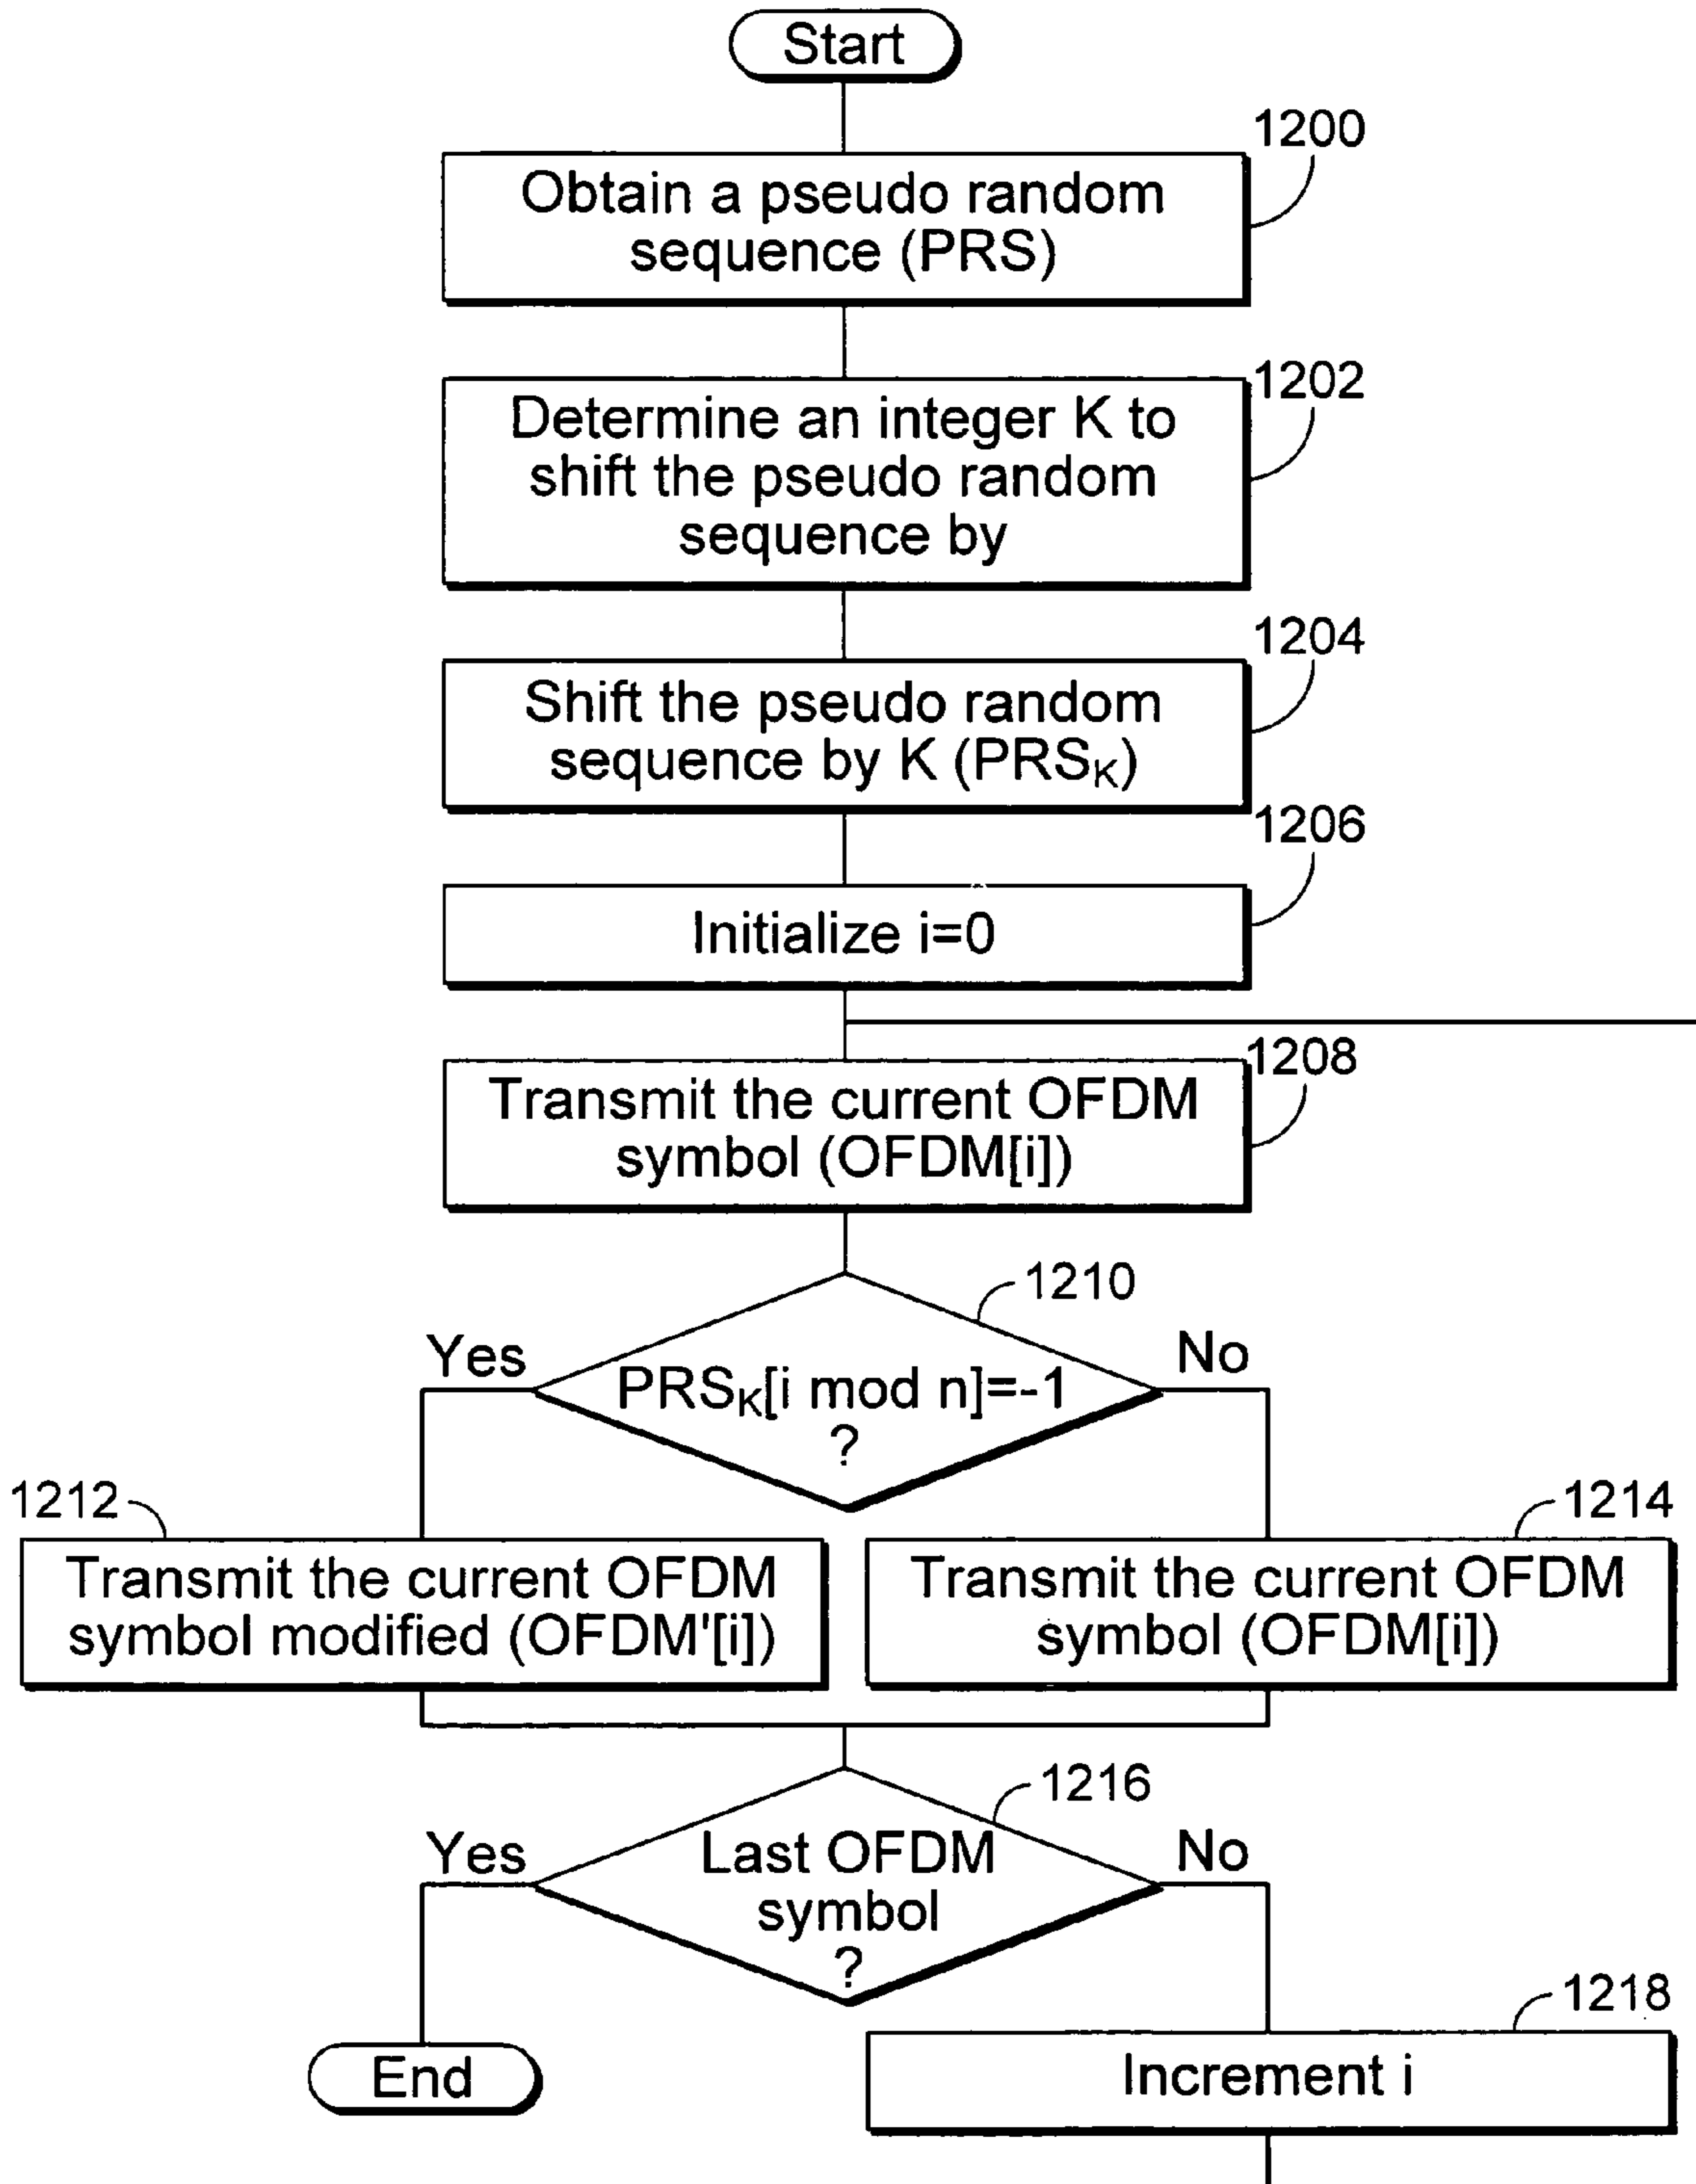 Start
1200
Obtain a pseudo random
sequence (PRS)
1202
Determine an integer K to
shift the pseudo random
sequence by
1204
Shift the pseudo random
sequence by K (PRSK)
1206
Initialize i=0
1208
Transmit the current OFDM
symbol (OFDM[i])
1210
Yes
No
PRSK[i mod n]=-1
?
1212
1214
Transmit the current OFDM
symbol modified (OFDM'[i])
Transmit the current OFDM
symbol (OFDM[i])
1216
Yes
No
Last OFDM
symbol
?
1218
End
Increment i